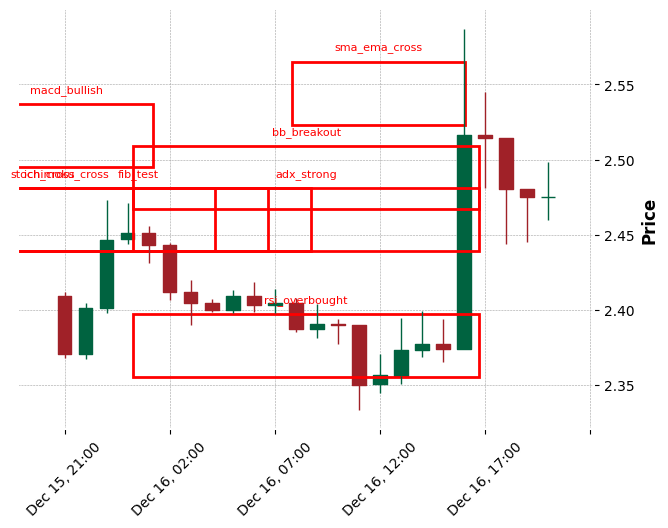 sma_ema_cross
macd_bullish
bb_breakout
fib_test
adx_strong
rsi_overbought
2.55
2.50
2.45
2.40
2.35
Price
Dec 15, 21:00
Dec 16, 02:00
Dec 16, 07:00
Dec 16, 12:00
Dec 16, 17:00